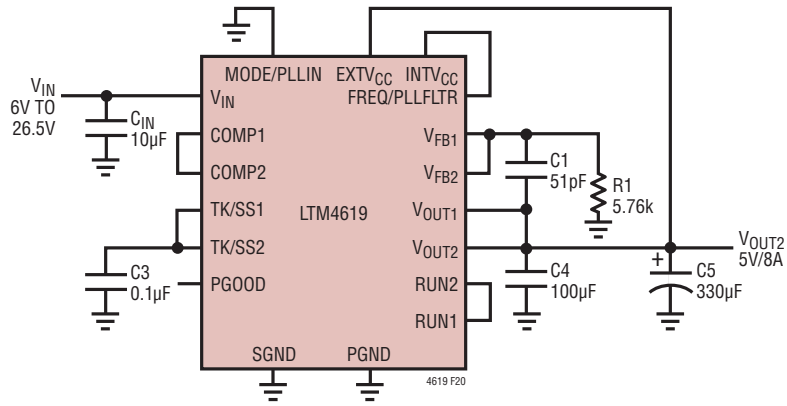 MODE/PLLIN
EXTVCC
INTVCC
FREQ/PLLFLTR
VIN
6V TO
26.5V
CIN
10µF
VIN
COMP1
COMP2
TK/SS1
TK/SS2
PGOOD
C3
0.1µF
LTM4619
VFB1
VFB2
VOUT1
VOUT2
RUN2
RUN1
SGND
PGND
C1
51pF
R1
5.76k
C4
100µF
+
C5
330µF
VOUT2
5V/8A
4619 F20